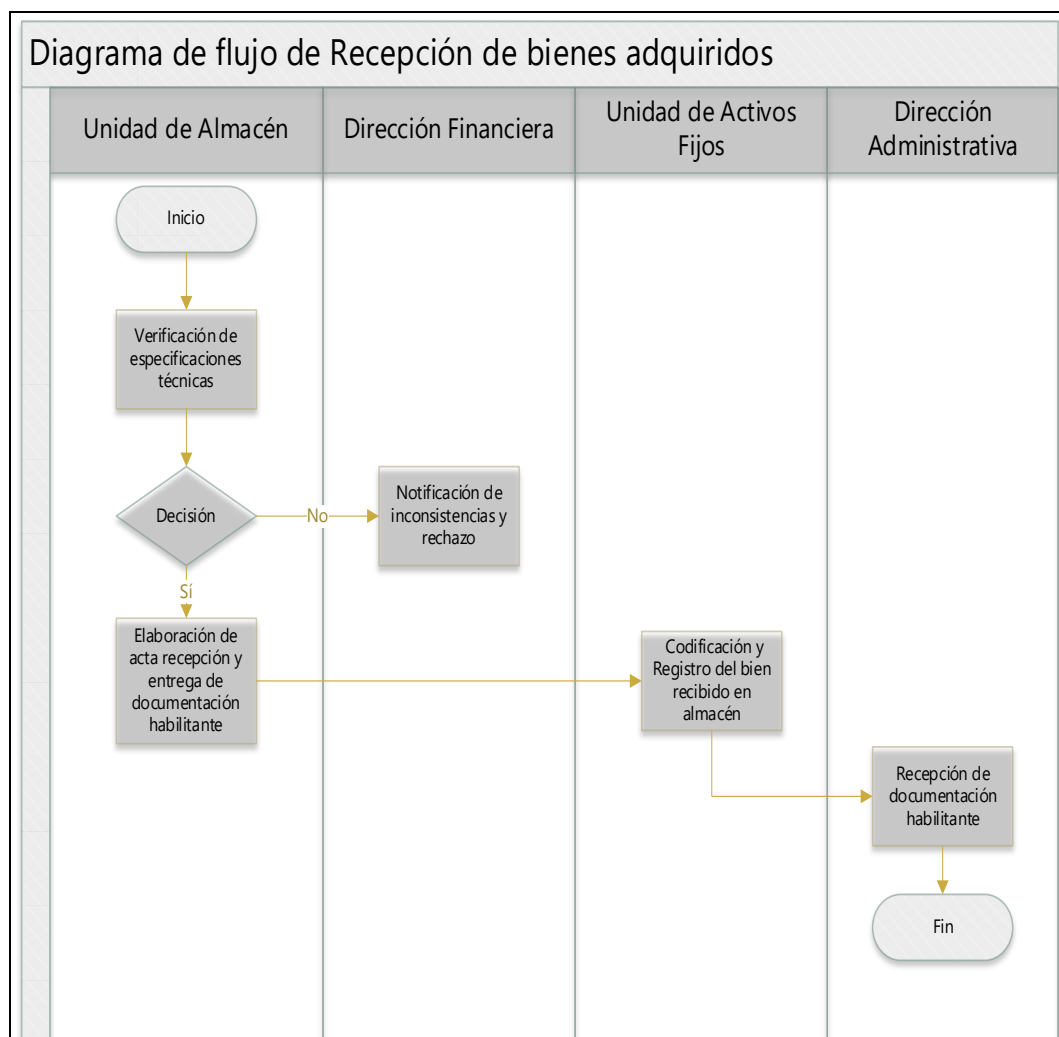 Diagrama de flujo de Recepción de bienes adquiridos
Unidad de Almacén
Dirección Financiera
Unidad de Activos
Fijos
Dirección
Administrativa
Inicio
Verificación de
especificaciones
técnicas
Decisión
No
Notificación de
inconsistencias y
rechazo
Sí
Elaboración de
acta recepción y
entrega de
documentación
habilitante
Codificación y
Registro del bien
recibido en
almacén
Recepción de
documentación
habilitante
Fin